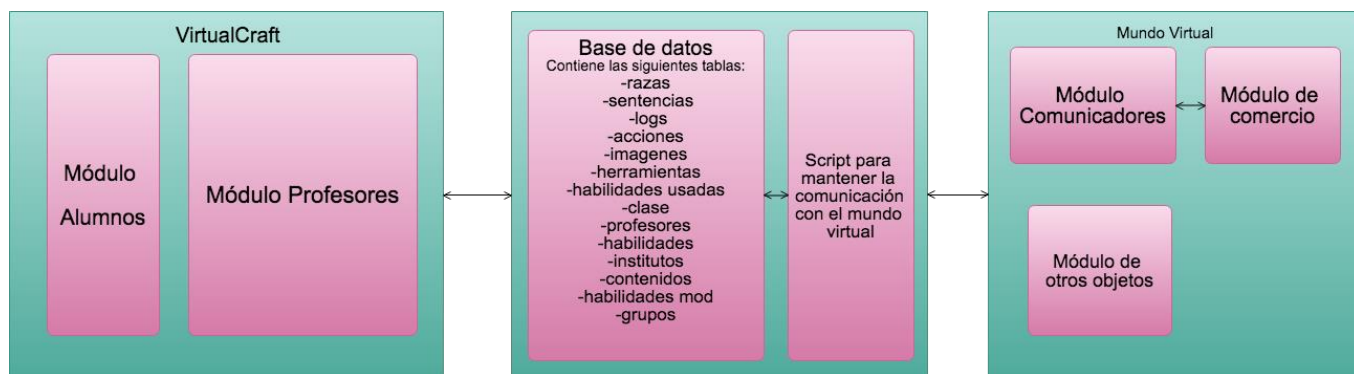 VirtualCraft
Módulo
Alumnos
Módulo Profesores
Base de datos
Contiene las siguientes tablas:
-razas
-sentencias
-logs
-acciones
-imagenes
-herramientas
-habilidades usadas
-clase
-profesores
-habilidades
-institutos
-contenidos
-habilidades mod
-grupos
Script para
mantener la
comunicación
con el mundo
virtual
Mundo Virtual
Módulo
Comunicadores
Módulo de
comercio
Módulo de
otros objetos